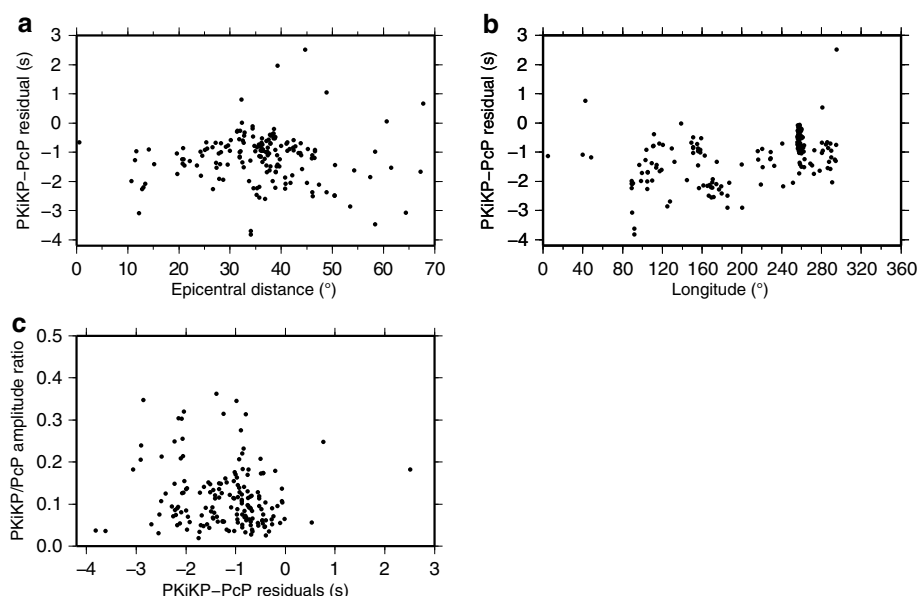 a
3
2
1
0
−1
−2
−3
−4
PKiKP−PcP residual (s)
0 10 20 30 40 50 60 70
Epicentral distance (°)
b
3
2
1
0
−1
−2
−3
−4
PKiKP−PcP residual (s)
0 40 80 120 160 200 240 280 320 360
Longitude (°)
c
0.5
0.4
0.3
0.2
0.1
0.0
PKiKP/PcP amplitude ratio
−4 −3 −2 −1 0 1 2 3
PKiKP−PcP residuals (s)